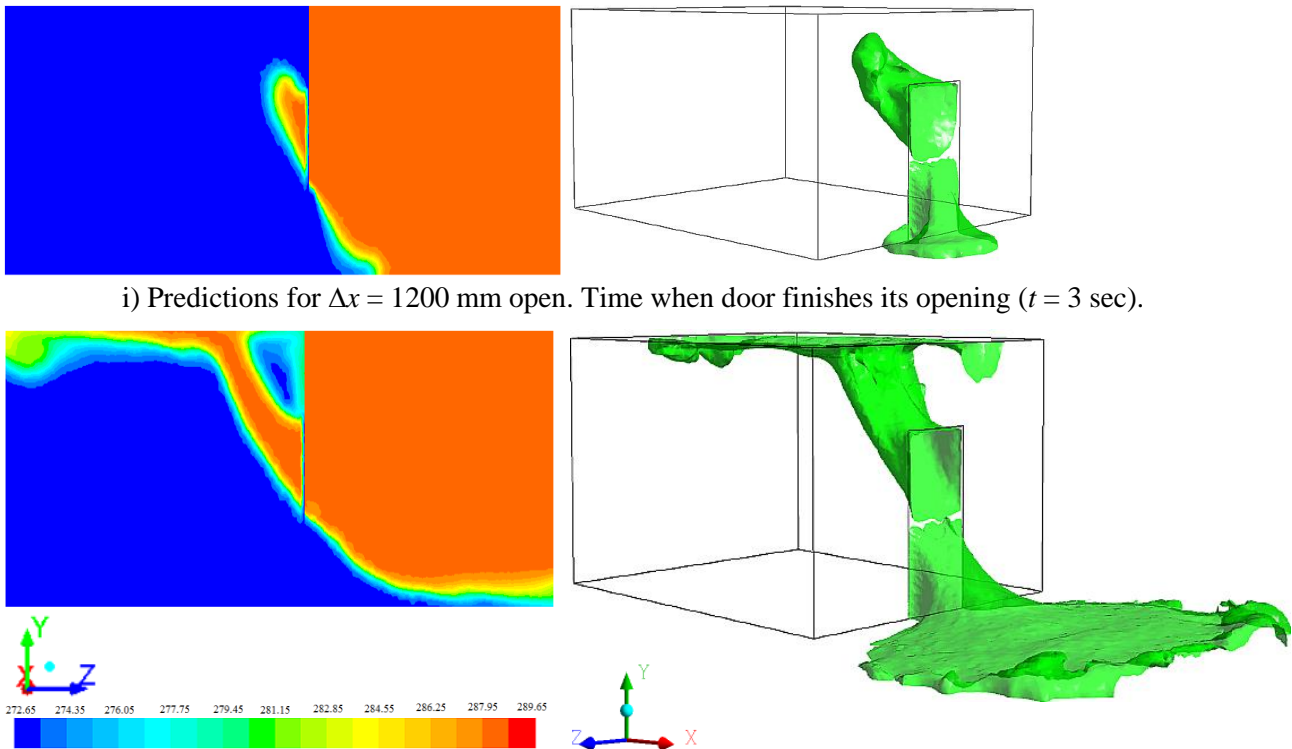 i) Predictions for Δx = 1200 mm open. Time when door finishes its opening (t = 3 sec).
Y
X Z
272.65 274.35 276.05 277.75 279.45 281.15 282.85 284.55 286.25 287.95 289.65
Y
Z X